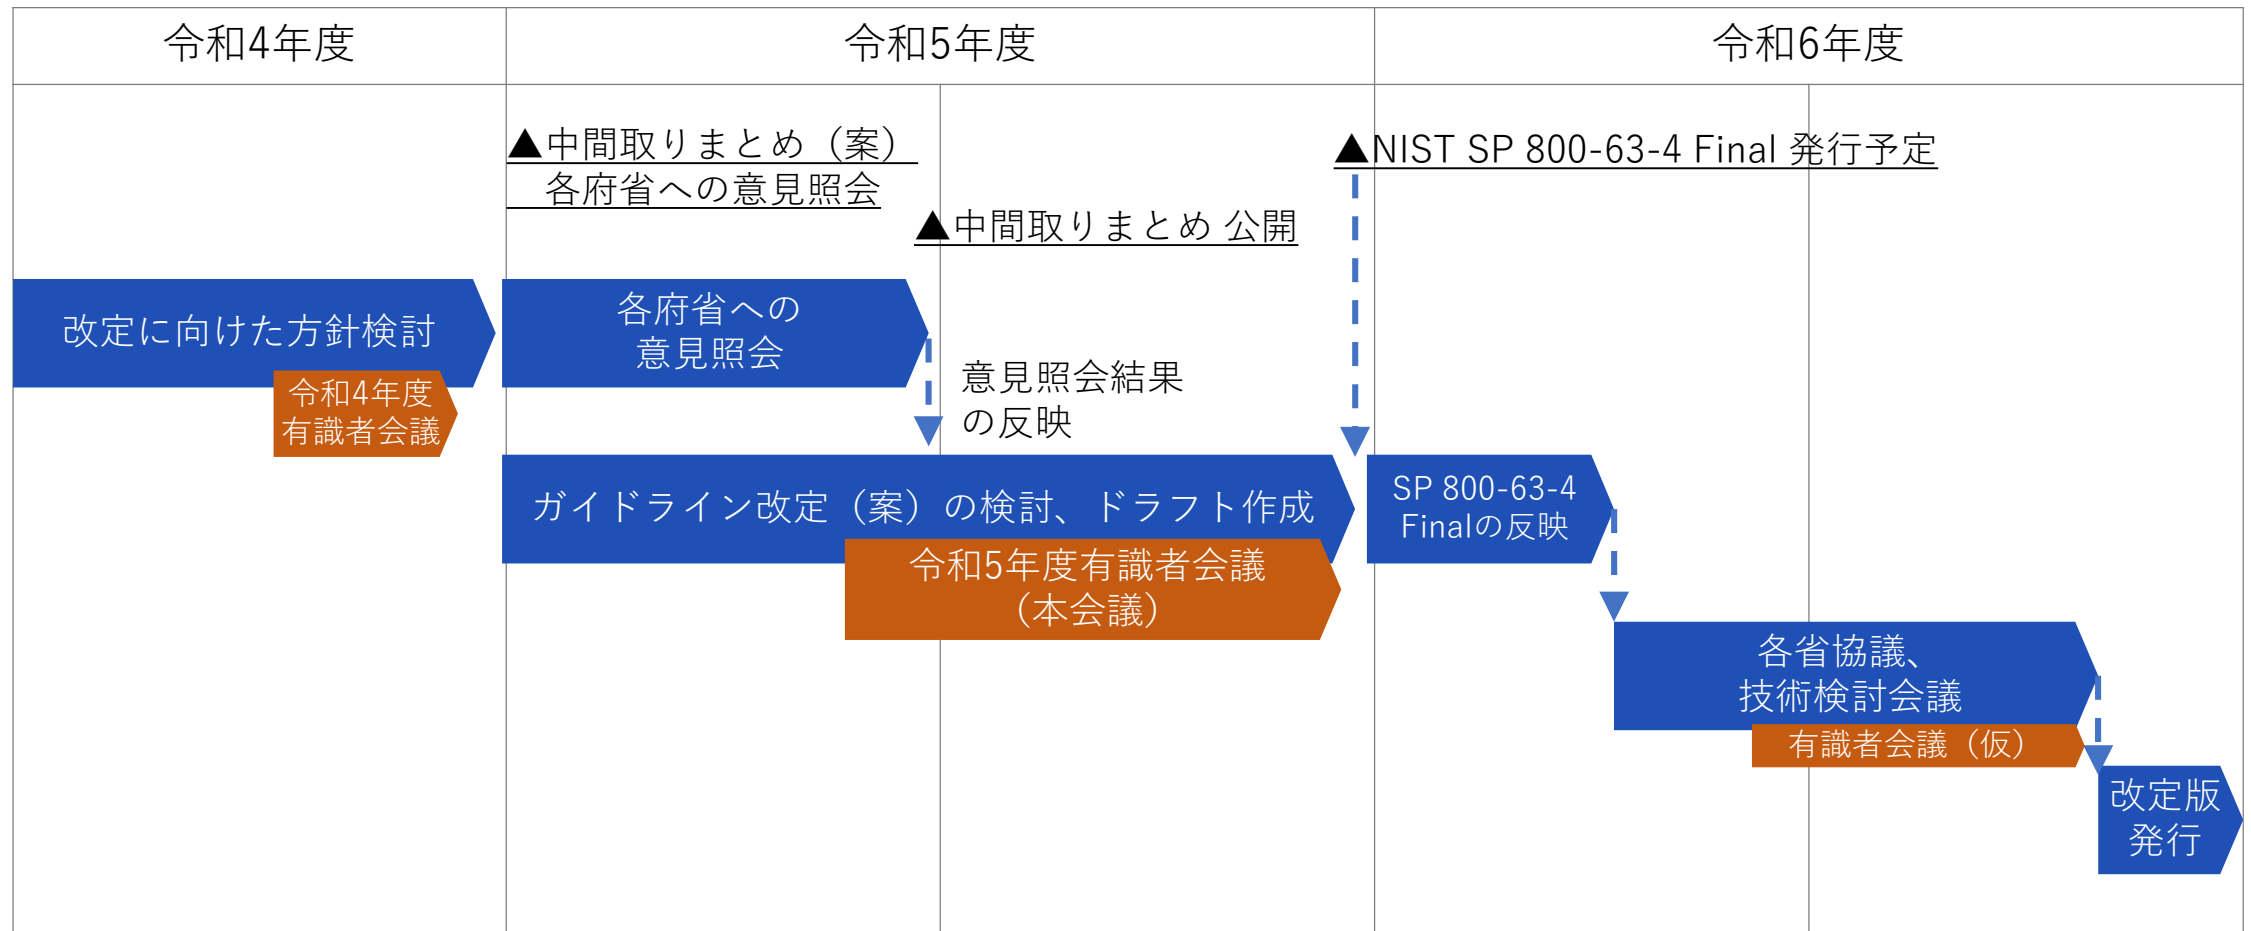 令和4年度
令和5年度
令和6年度
▲中間取りまとめ（案）
各府省への意見照会
▲NIST SP 800-63-4 Final 発行予定
▲中間取りまとめ 公開
改定に向けた方針検討
各府省への
意見照会
令和4年度
有識者会議
意見照会結果
の反映
ガイドライン改定（案）の検討、ドラフト作成
SP 800-63-4
Finalの反映
令和5年度有識者会議
（本会議）
各省協議、
技術検討会議
有識者会議（仮）
改定版
発行